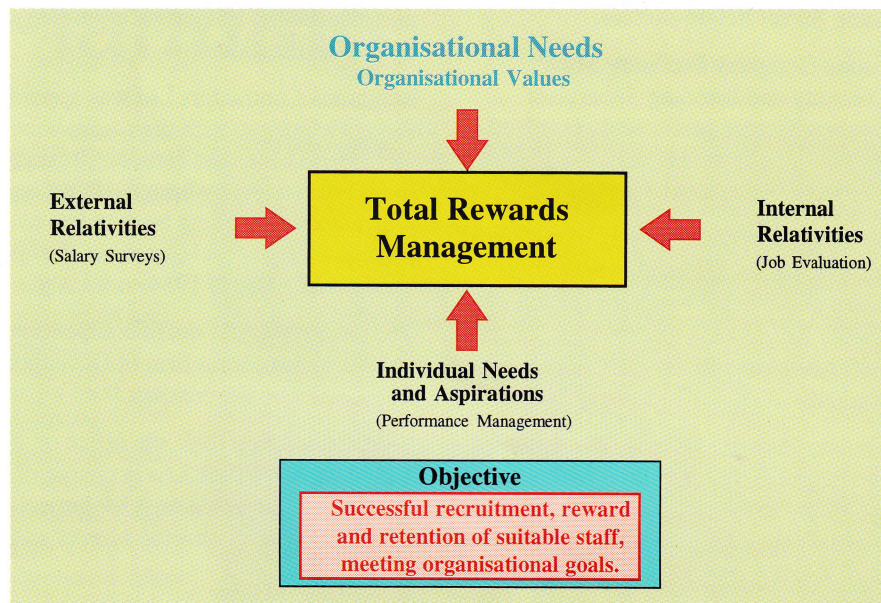 Organisational Needs
Organisational Values
External
Relativities
(Salary Surveys)
Total Rewards
Management
Internal
Relativities
(Job Evaluation)
Individual Needs
and Aspirations
(Performance Management)
Objective
Successful recruitment, reward
and retention of suitable staff,
meeting organisational goals.